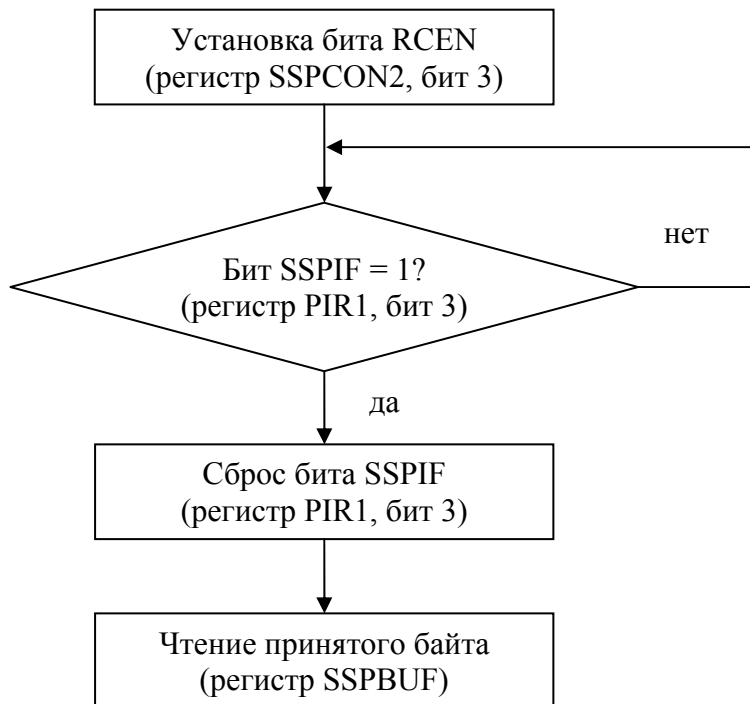 Установка бита RCEN
(регистр SSPCON2, бит 3)
нет
Бит SSPIF = 1?
(регистр PIR1, бит 3)
да
Сброс бита SSPIF
(регистр PIR1, бит 3)
Чтение принятого байта
(регистр SSPBUF)